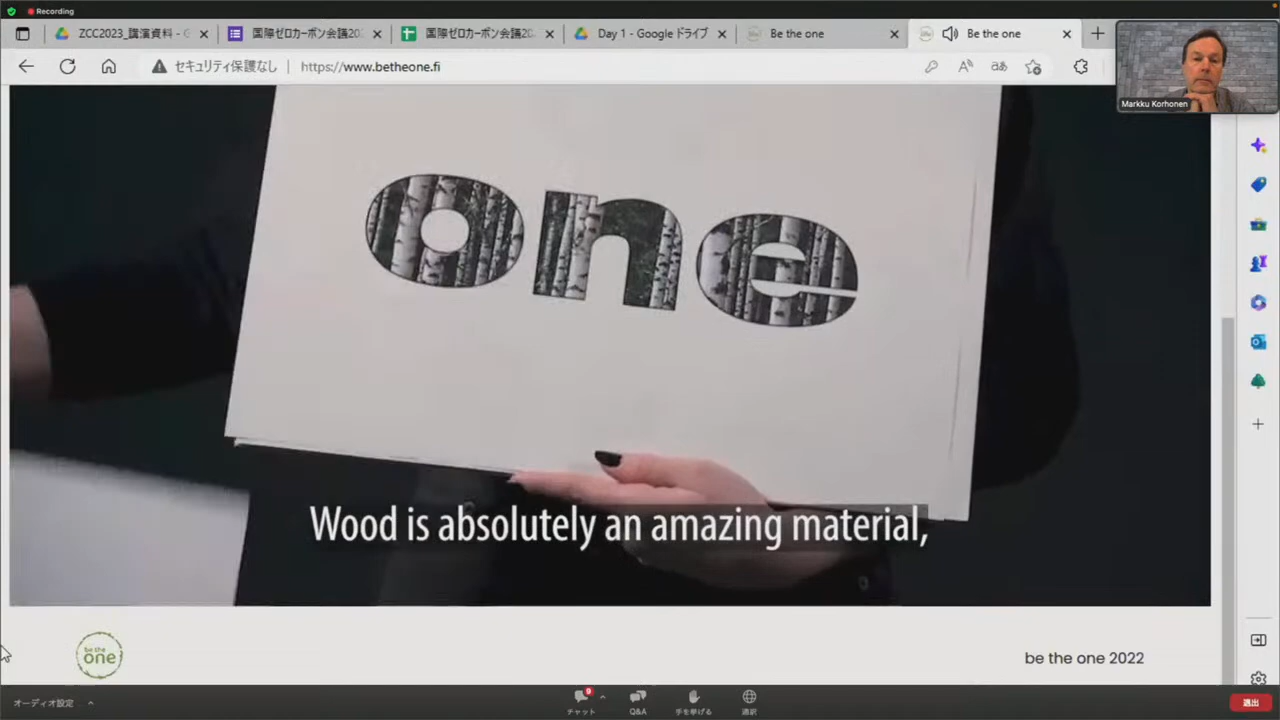 Recording
ZCC2023_講演資料 - G
国際ゼロカーボン会議202
国際ゼロカーボン会議202
Day 1 - Google ドライブ
Be the one
Be the one
セキュリティ保護なし
https://www.betheone.fi
Markku Korhonen
one
Wood is absolutely an amazing material,
be the
one
be the one 2022
オーディオ設定
9
チャット
Q&A
手を挙げる
通訳
退出